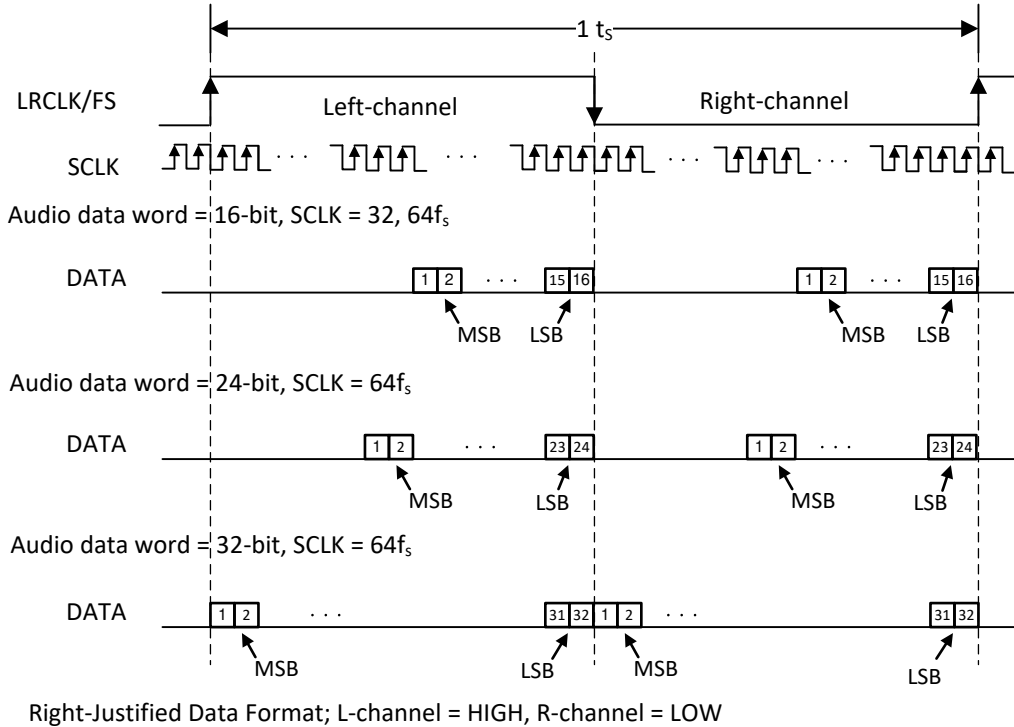 1 tS
LRCLK/FS
Left-channel
Right-channel
SCLK
. . .
. . .
. . .
. . .
Audio data word = 16-bit, SCLK = 32, 64fs
DATA
1 2 . . . 15 16
1 2 . . . 15 16
MSB LSB MSB LSB
Audio data word = 24-bit, SCLK = 64fs
DATA
1 2 . . . 23 24
1 2 . . . 23 24
MSB LSB MSB LSB
Audio data word = 32-bit, SCLK = 64fs
DATA
1 2 . . . 31 32 1 2 . . . 31 32
MSB LSB MSB LSB
Right-Justified Data Format; L-channel = HIGH, R-channel = LOW